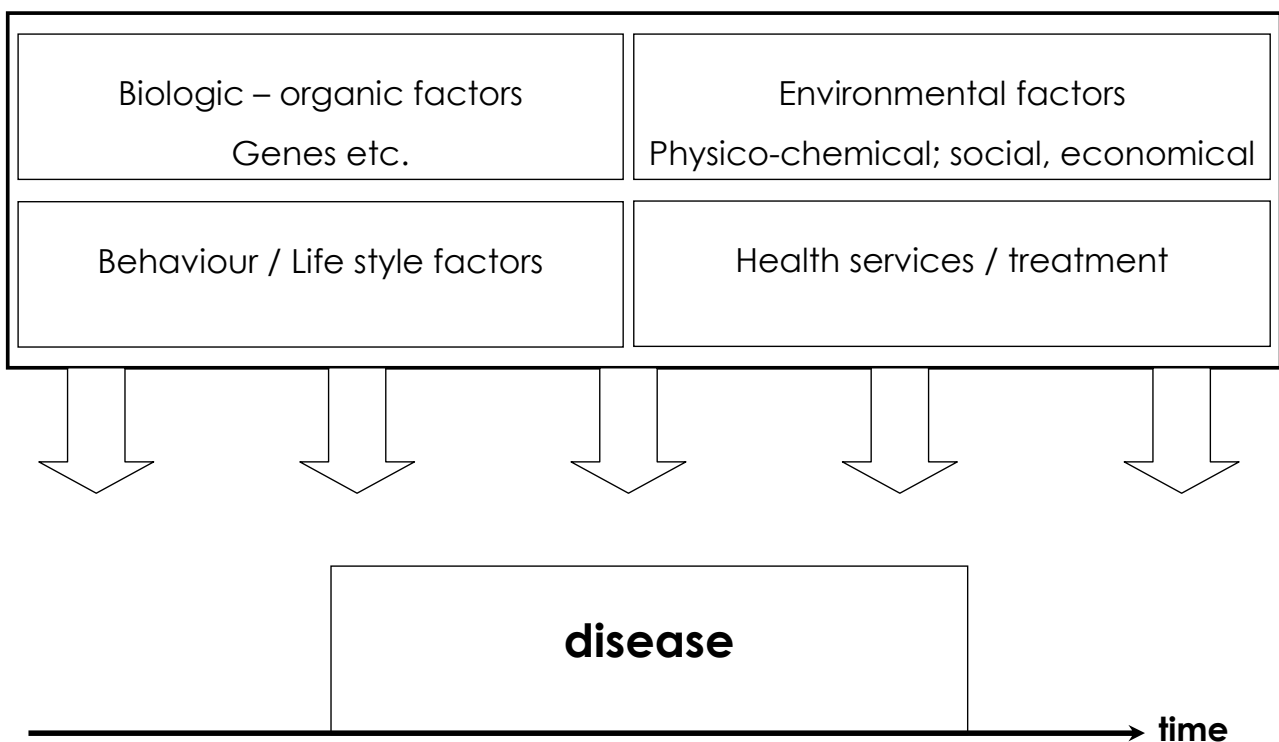 Biologic – organic factors
Genes etc.
Environmental factors
Physico-chemical; social, economical
Behaviour / Life style factors
Health services / treatment
disease
time